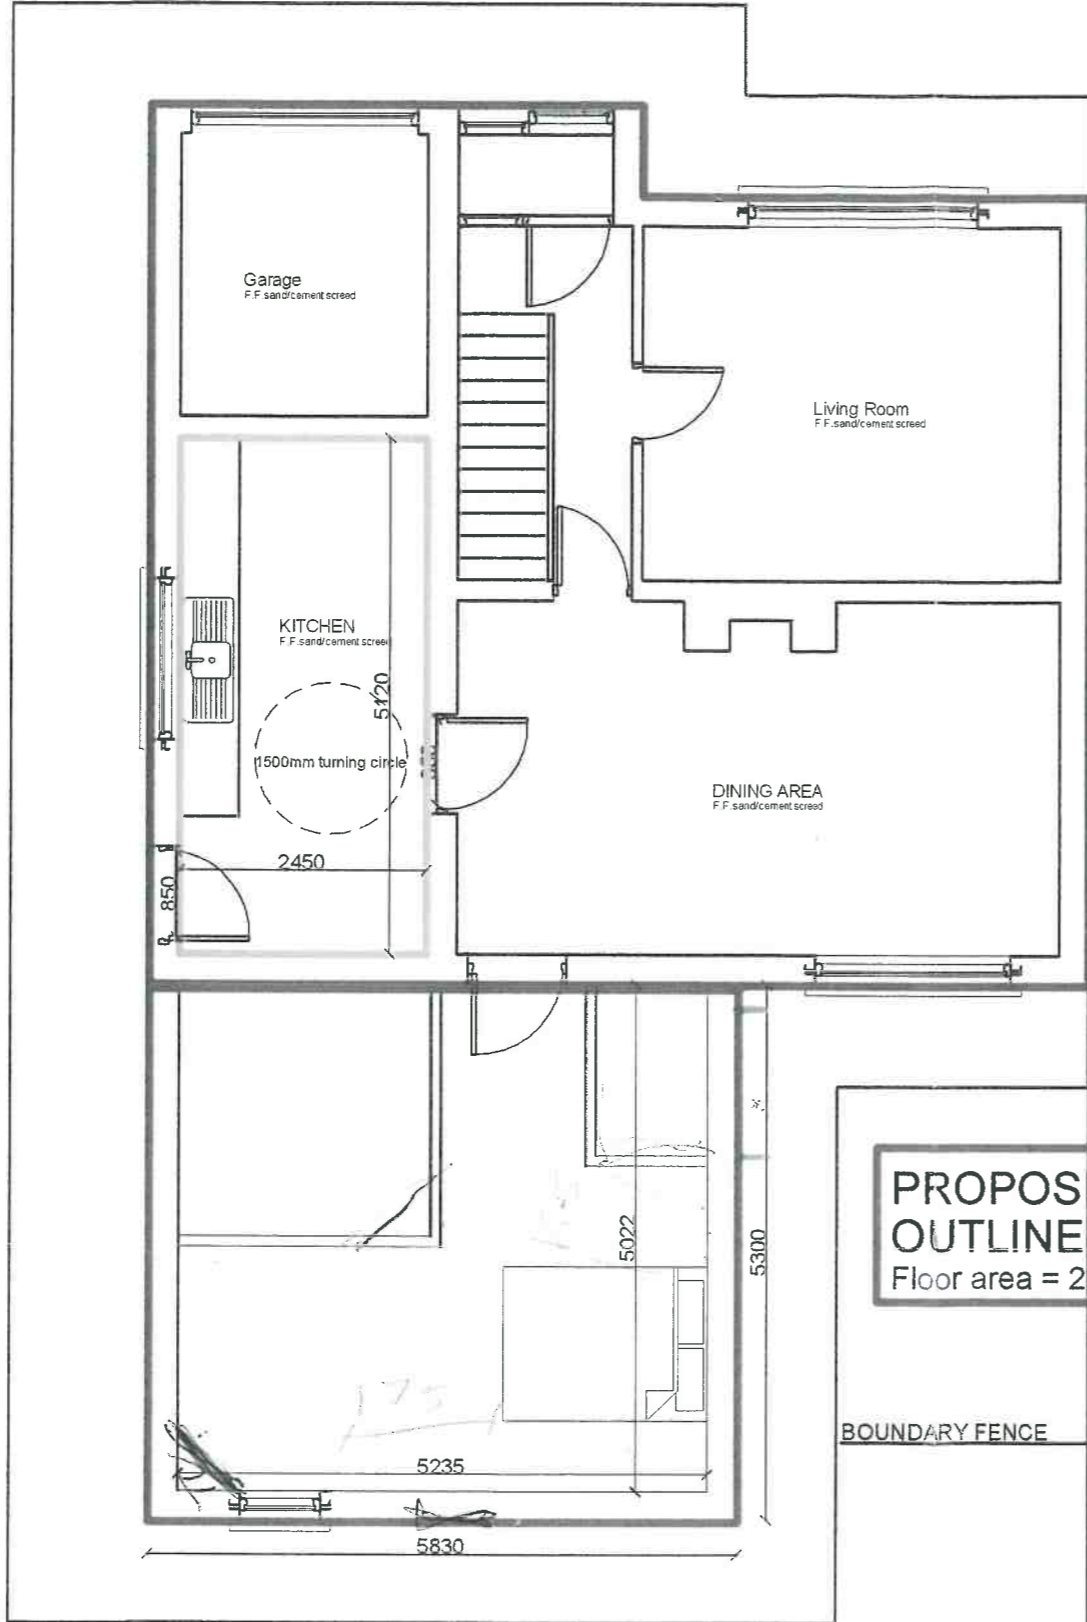 Garage
F.F.sand/cement screed
Living Room
F.F.sand/cement screed
KITCHEN
F.F.sand/cement screed
5120
1500mm turning circle
DINING AREA
F.F.sand/cement screed
2450
850
5022
5300
PROPOS
OUTLINE
Floor area = 2
BOUNDARY FENCE
5235
5830